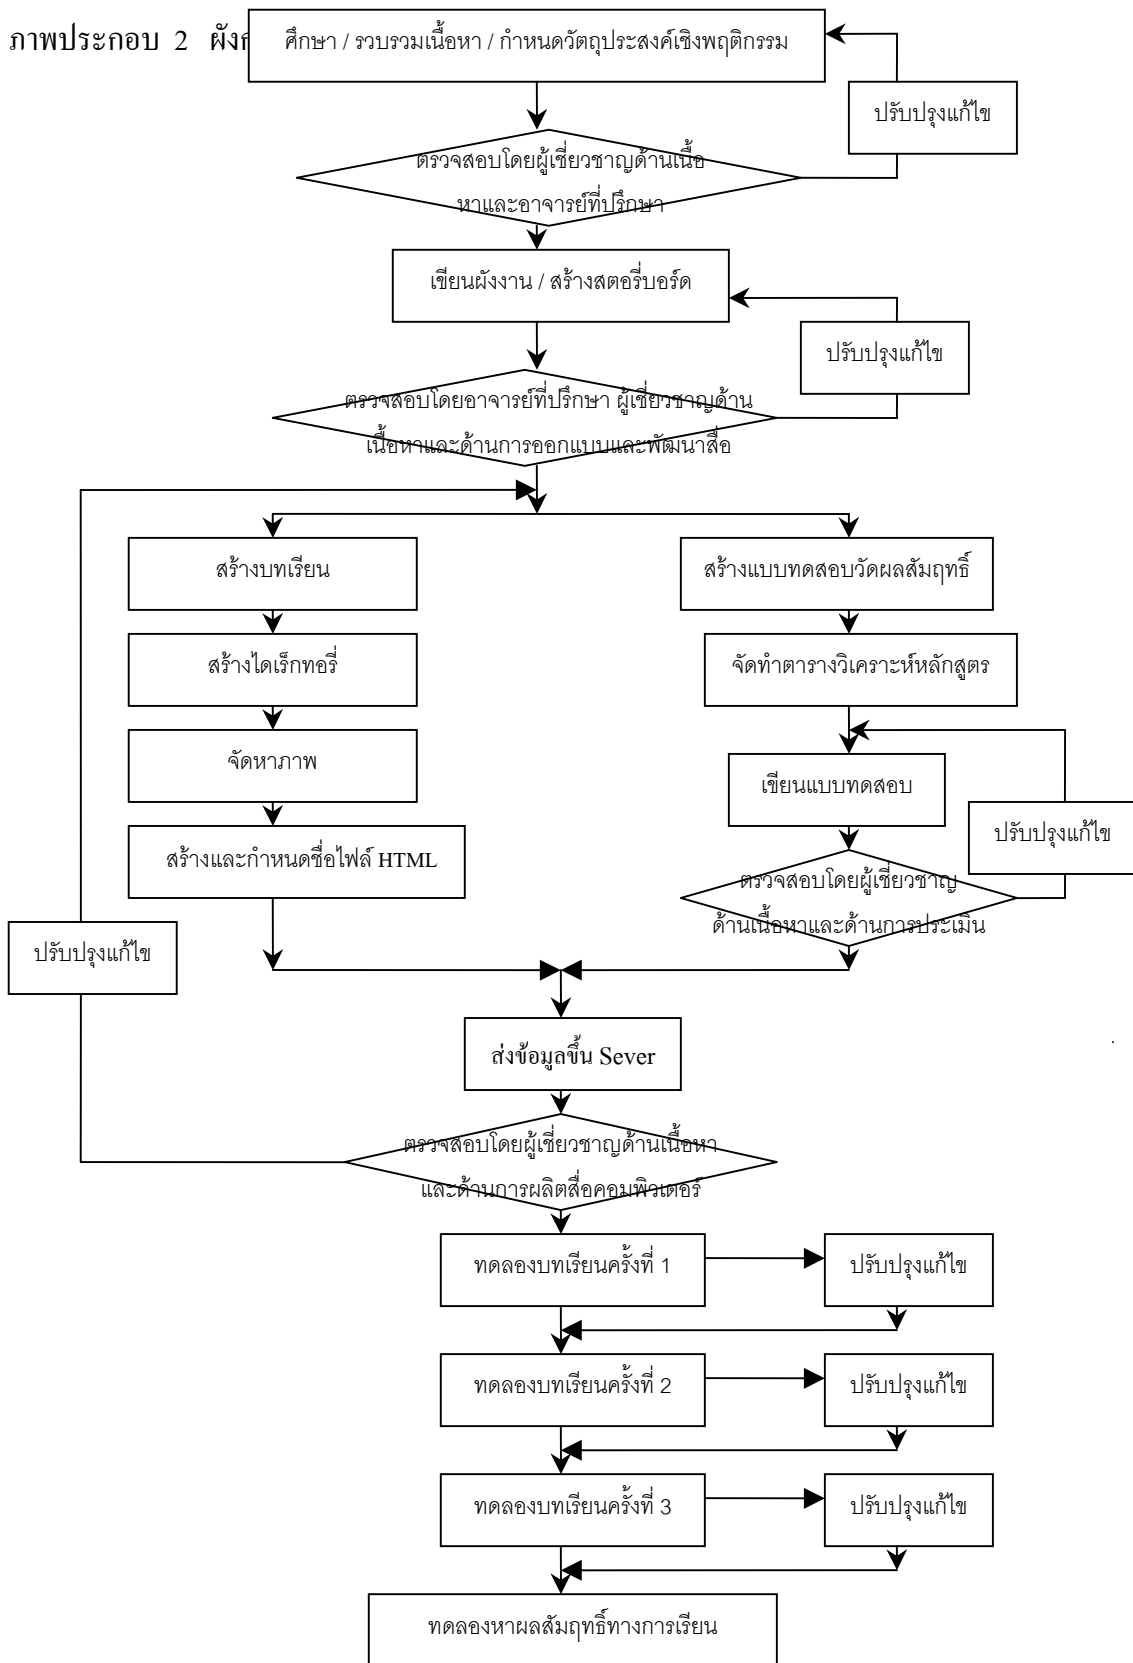 ภาพประกอบ 2 ผังก
ศึกษา / รวบรวมเนื้อหา / กำหนดวัตถุประสงค์เชิงพฤติกรรม
ปรับปรุงแก้ไข
ตรวจสอบโดยผู้เชี่ยวชาญด้านเนื้อ
หาและอาจารย์ที่ปรึกษา
เขียนผังงาน / สร้างสตอรี่บอร์ด
ปรับปรุงแก้ไข
ตรวจสอบโดยอาจารย์ที่ปรึกษา ผู้เชี่ยวชาญด้าน
เนื้อหาและด้านการออกแบบและพัฒนาสื่อ
สร้างบทเรียน
สร้างแบบทดสอบวัดผลสัมฤทธิ์
สร้างไดเร็กทอรี่
จัดทำตารางวิเคราะห์หลักสูตร
จัดหาภาพ
เขียนแบบทดสอบ
ปรับปรุงแก้ไข
สร้างและกำหนดชื่อไฟล์ HTML
ตรวจสอบโดยผู้เชี่ยวชาญ
ด้านเนื้อหาและด้านการประเมิน
ปรับปรุงแก้ไข
ส่งข้อมูลขึ้น Sever
ตรวจสอบโดยผู้เชี่ยวชาญด้านเนื้อหา
และด้านการผลิตสื่อคอมพิวเตอร์
ทดลองบทเรียนครั้งที่ 1
ปรับปรุงแก้ไข
ทดลองบทเรียนครั้งที่ 2
ปรับปรุงแก้ไข
ทดลองบทเรียนครั้งที่ 3
ปรับปรุงแก้ไข
ทดลองหาผลสัมฤทธิ์ทางการเรียน